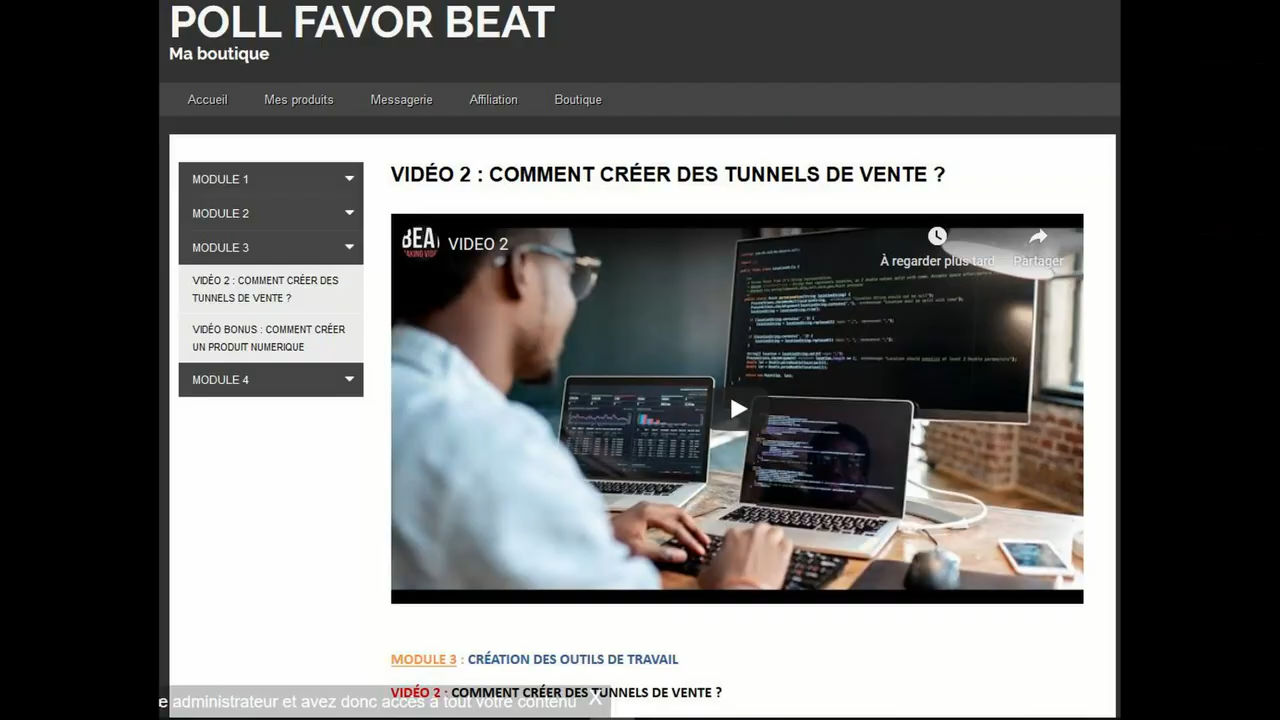 POLL FAVOR BEAT
Ma boutique
Accueil Mes produits Messagerie Affiliation Boutique
MODULE 1
MODULE 2
MODULE 3
VIDÉO 2 : COMMENT CRÉER DES
TUNNELS DE VENTE ?
VIDÉO BONUS : COMMENT CRÉER
UN PRODUIT NUMERIQUE
MODULE 4
VIDÉO 2 : COMMENT CRÉER DES TUNNELS DE VENTE ?
BEA
VIDEO 2
À regarder plus tard
Partager
MODULE 3 : CRÉATION DES OUTILS DE TRAVAIL
VIDÉO 2 : COMMENT CRÉER DES TUNNELS DE VENTE ?
e administrateur et avez donc accès à tout votre contenu X